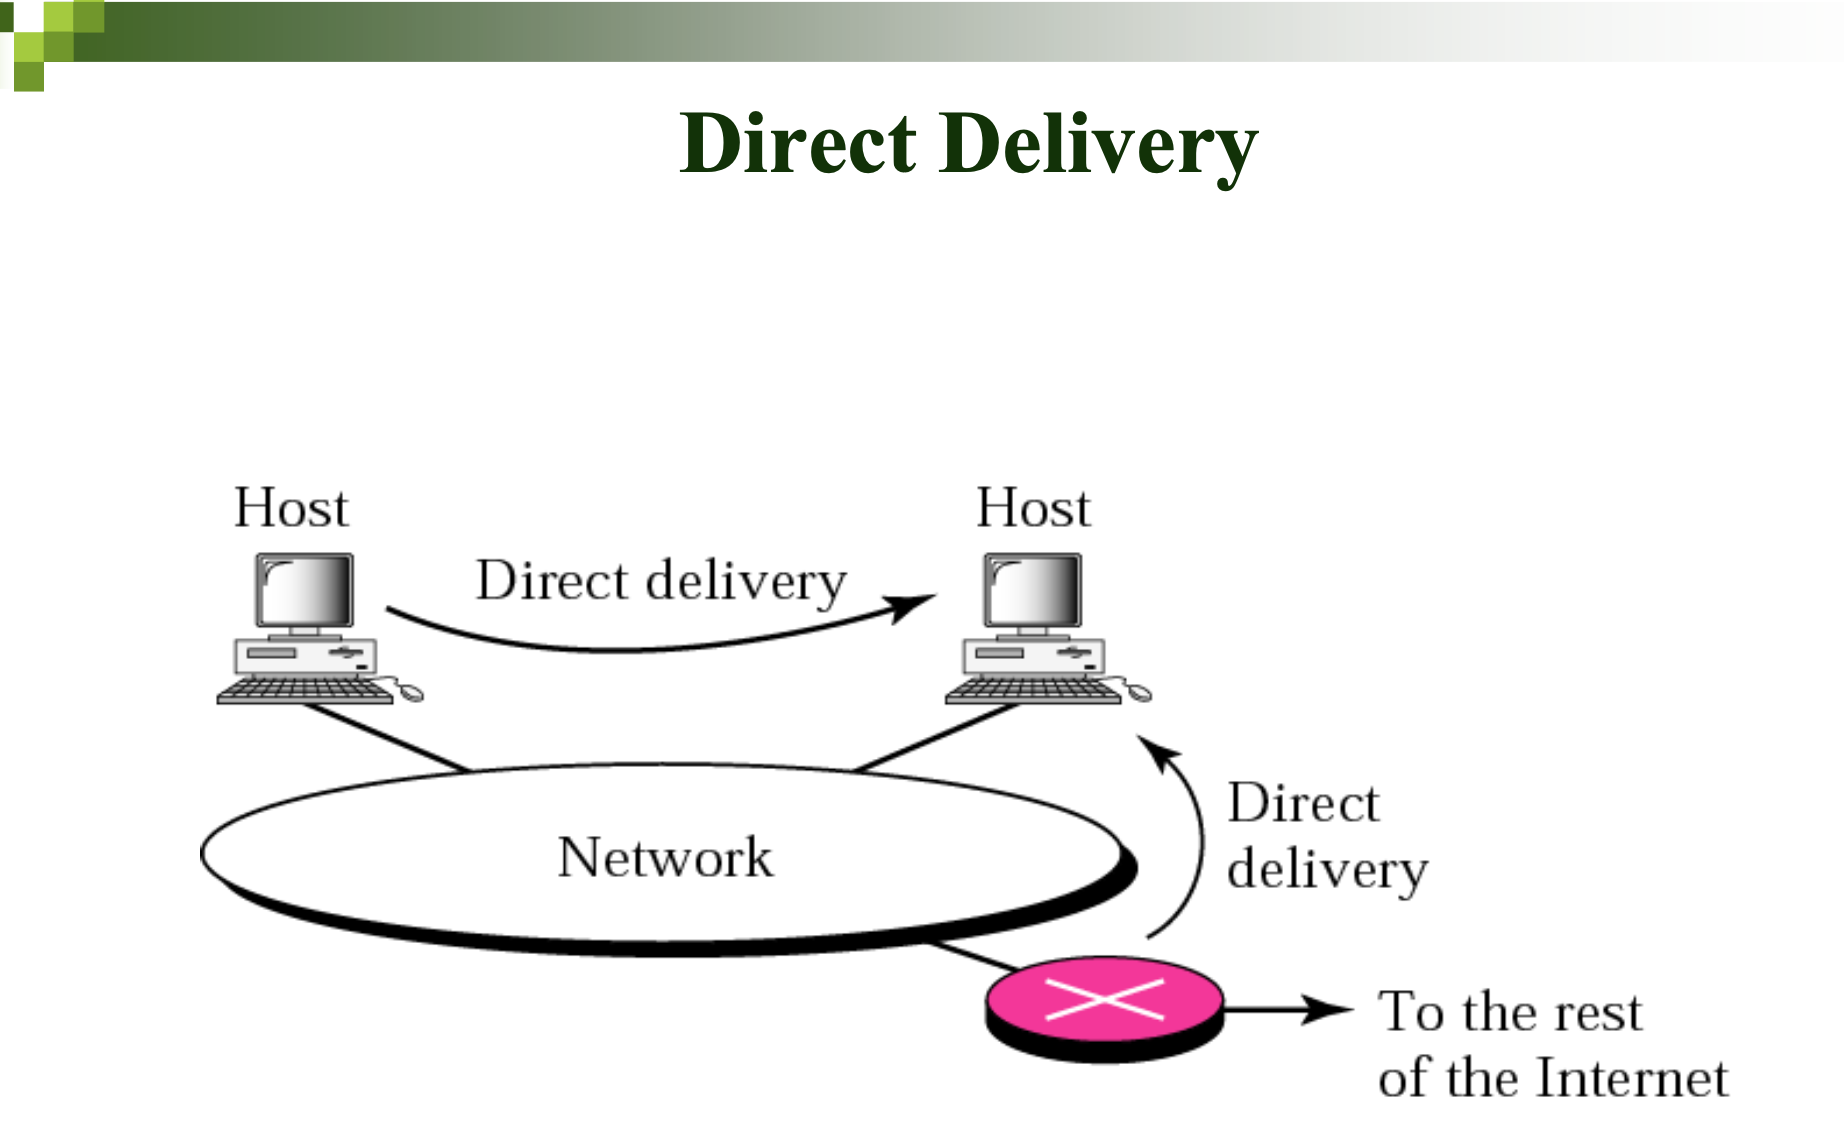 Direct Delivery
Host
Host
Direct delivery
Network
Direct
delivery
To the rest
of the Internet